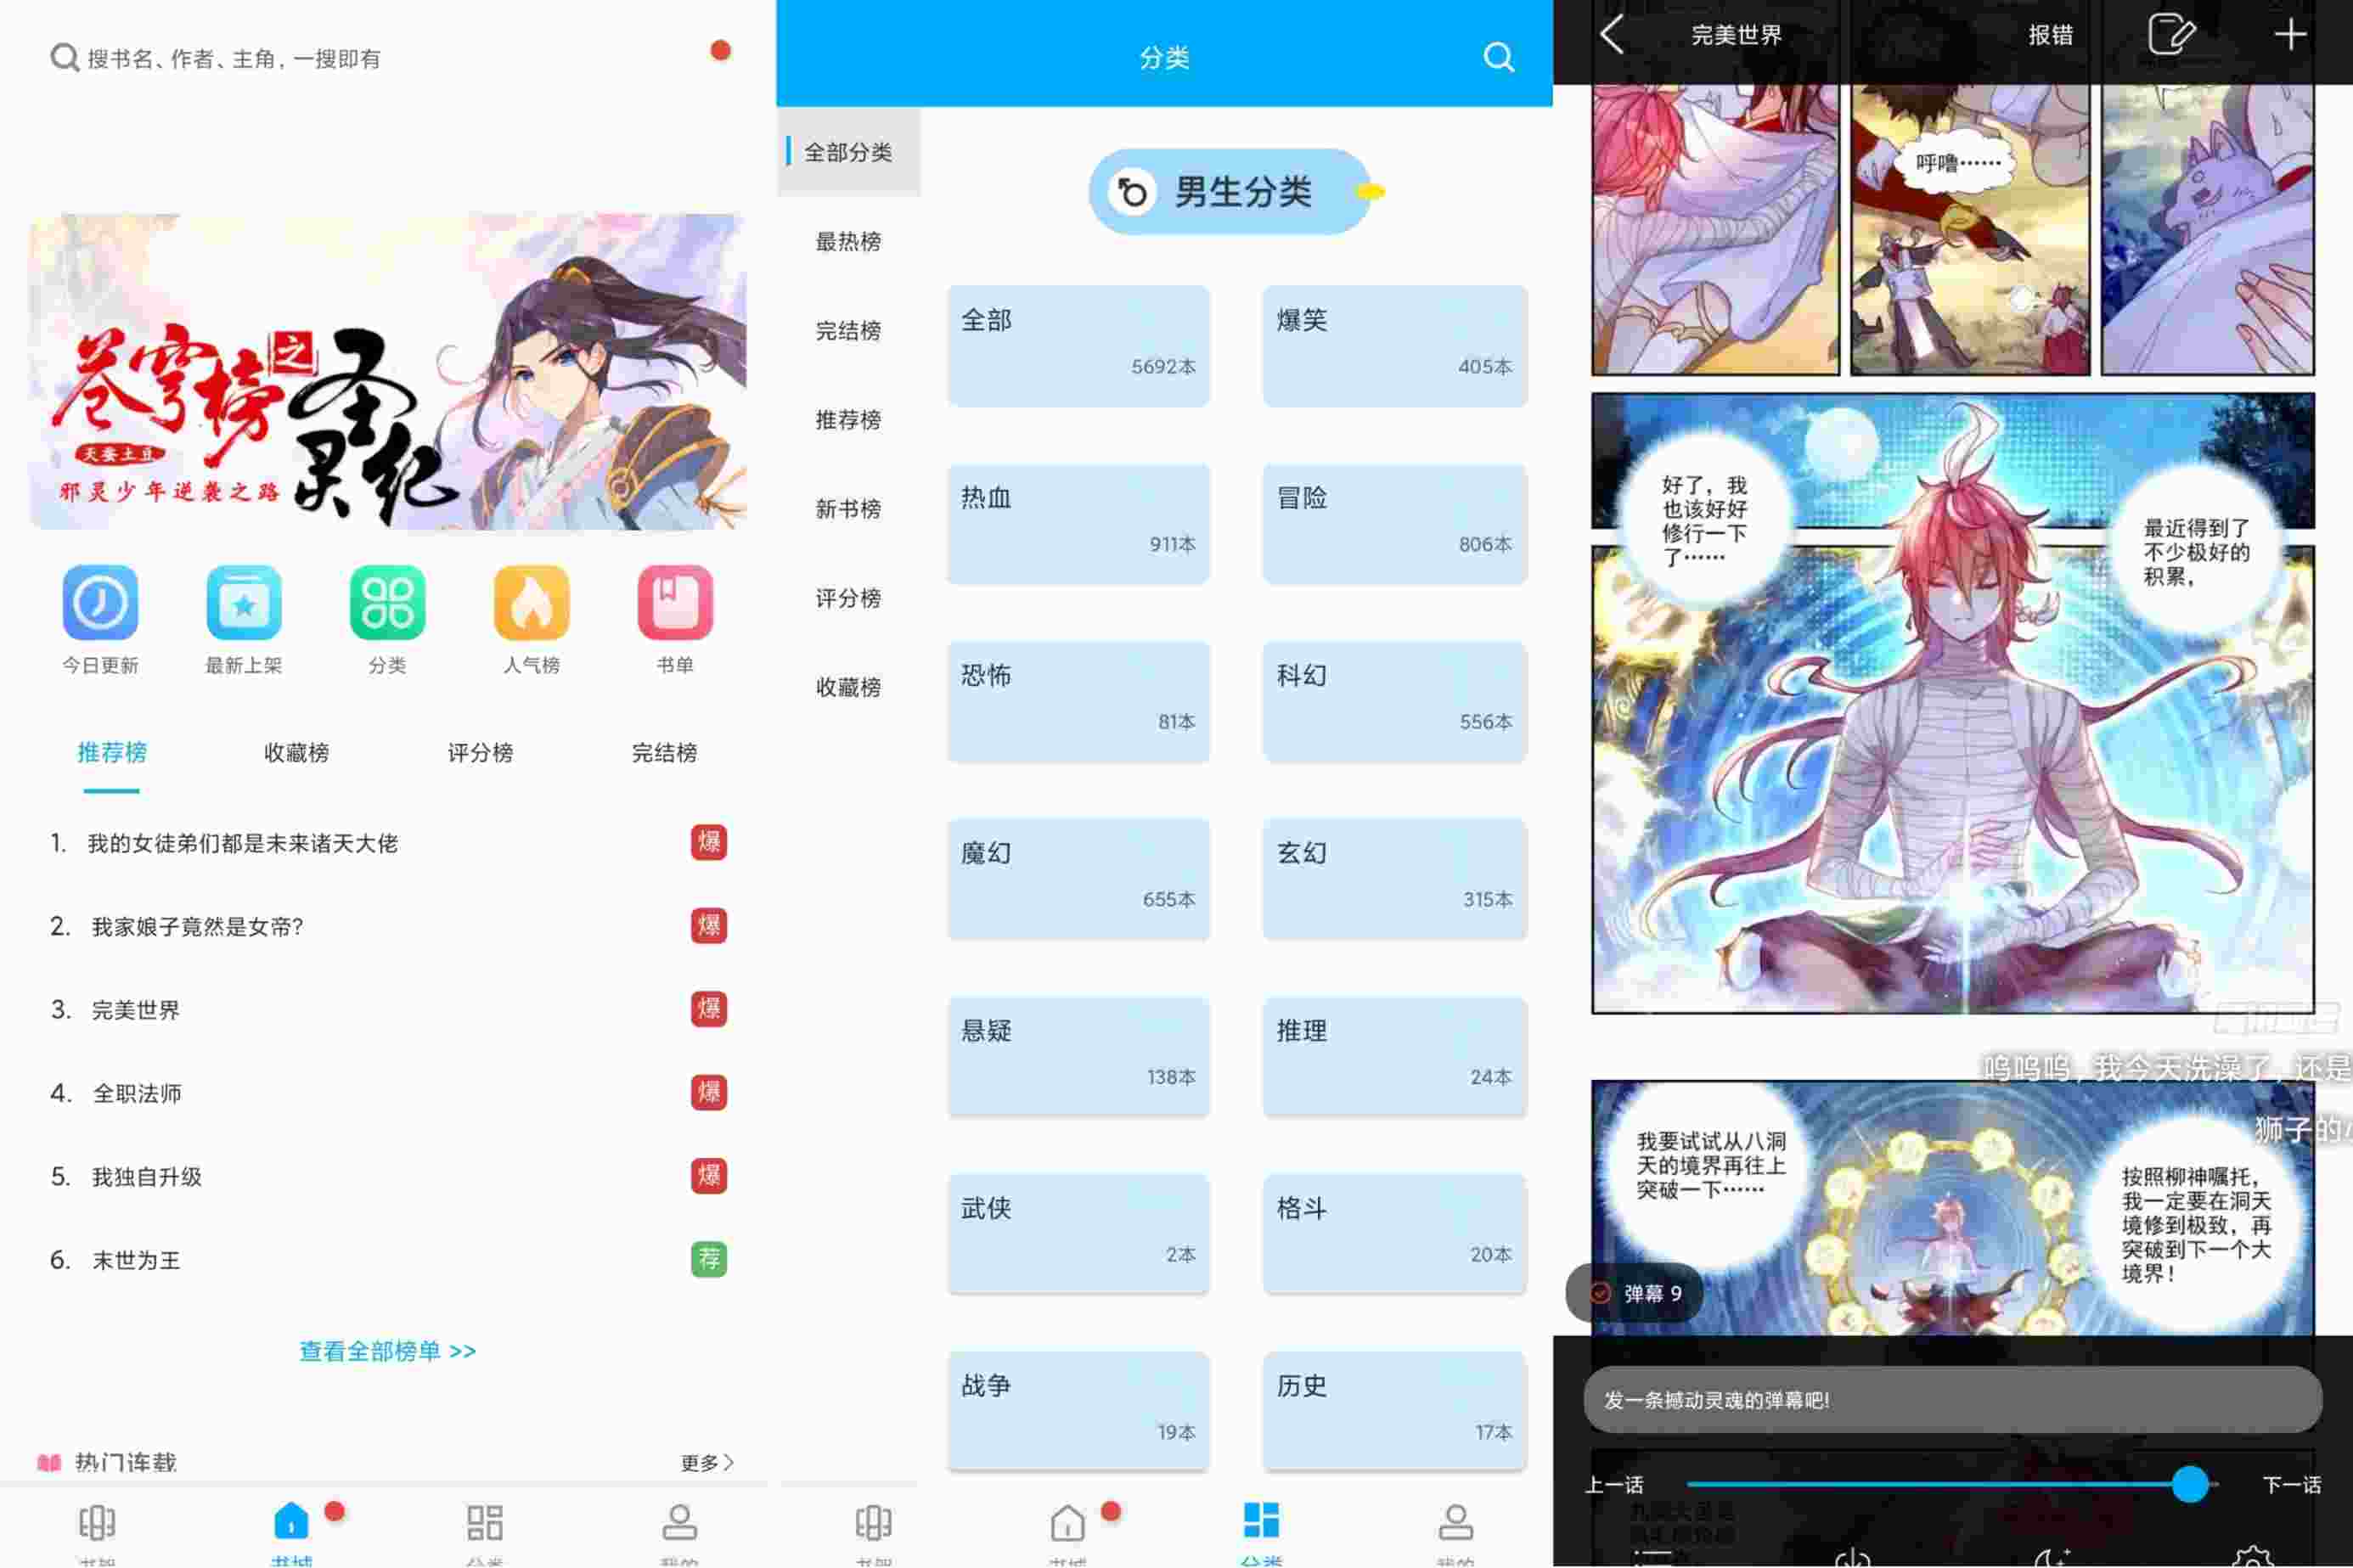 搜书名、作者、主角,一搜即有
苍穹榜之
圣灵纪
天蚕土豆
邪灵少年逆袭之路
今日更新
最新上架
分类
人气榜
书单
推荐榜
收藏榜
评分榜
完结榜
1. 我的女徒弟们都是未来诸天大佬
爆
2. 我家娘子竟然是女帝?
爆
3. 完美世界
爆
4. 全职法师
爆
5. 我独自升级
爆
6. 末世为王
荐
查看全部榜单 >>
热门连载
更多
书架
书城
分类
我的
分类
全部分类
最热榜
完结榜
推荐榜
新书榜
评分榜
收藏榜
男生分类
全部
5692本
爆笑
405本
热血
911本
冒险
806本
恐怖
81本
科幻
556本
魔幻
655本
玄幻
315本
悬疑
138本
推理
24本
武侠
2本
格斗
20本
战争
19本
历史
17本
书架
书城
分类
我的
完美世界
报错
呼噜……
好了,我
也该好好
修行一下
了……
最近得到了
不少极好的
积累,
呜呜呜,我今天洗澡了,还是
狮子的小
我要试试从八洞
天的境界再往上
突破一下……
按照柳神嘱托,
我一定要在洞天
境修到极致,再
突破到下一个大
境界!
弹幕 9
发一条撼动灵魂的弹幕吧!
上一话
下一话